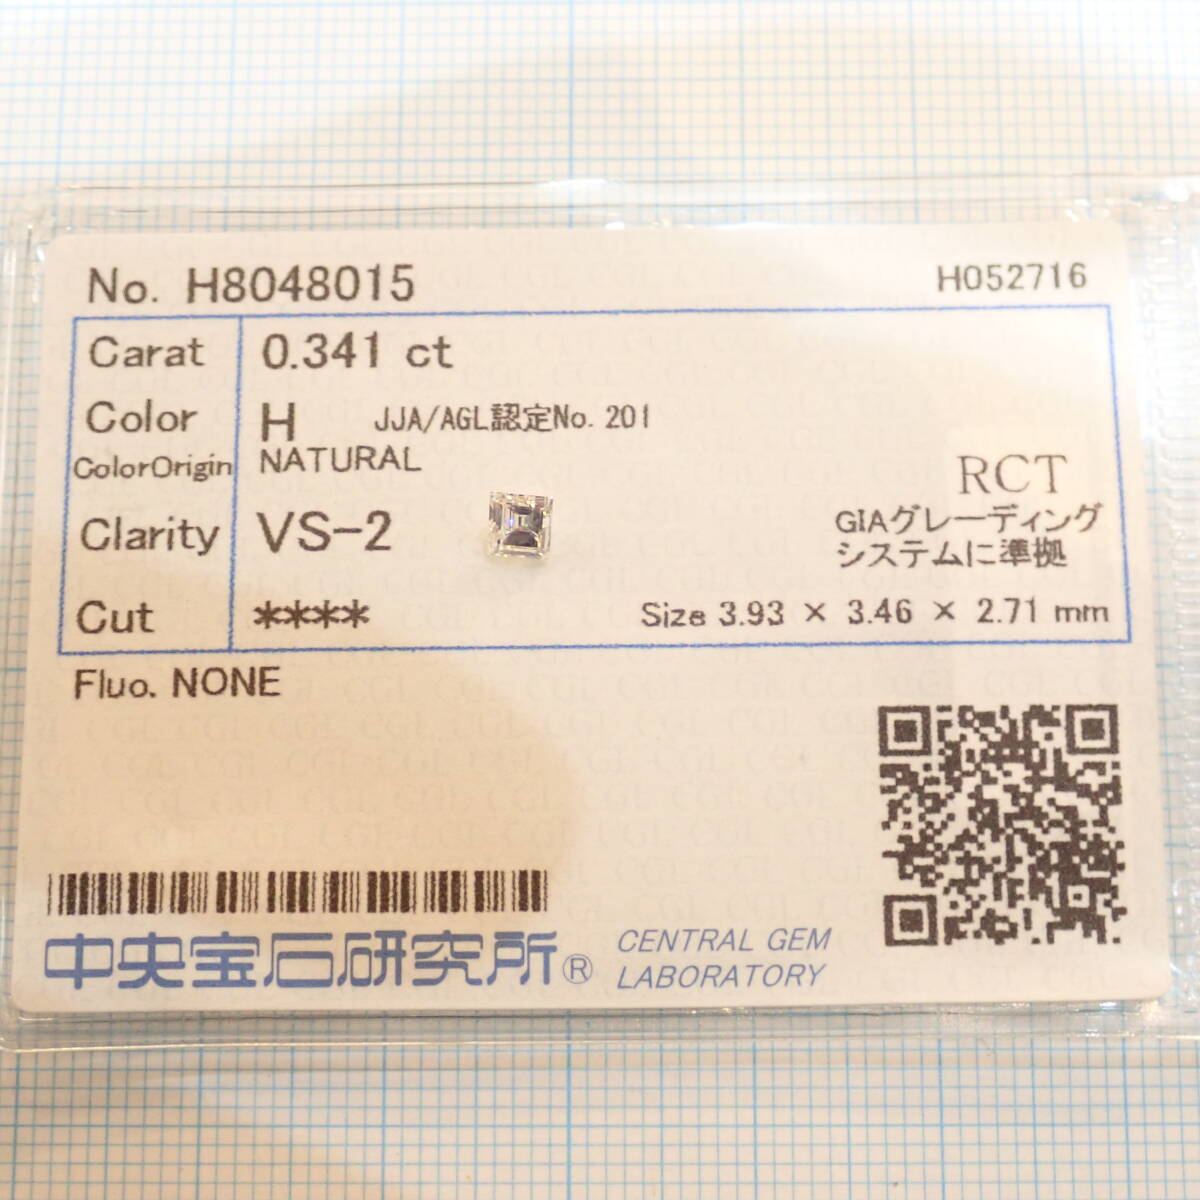 No. H8048015
H052716
Carat 0.341 ct
Color H JJA/AGL認定No. 201
ColorOrigin NATURAL
Clarity VS-2
RCT
GIAグレーディング
システムに準拠
Cut **** Size 3.93 × 3.46 × 2.71 mm
Fluo. NONE
中央宝石研究所® CENTRAL GEM
LABORATORY